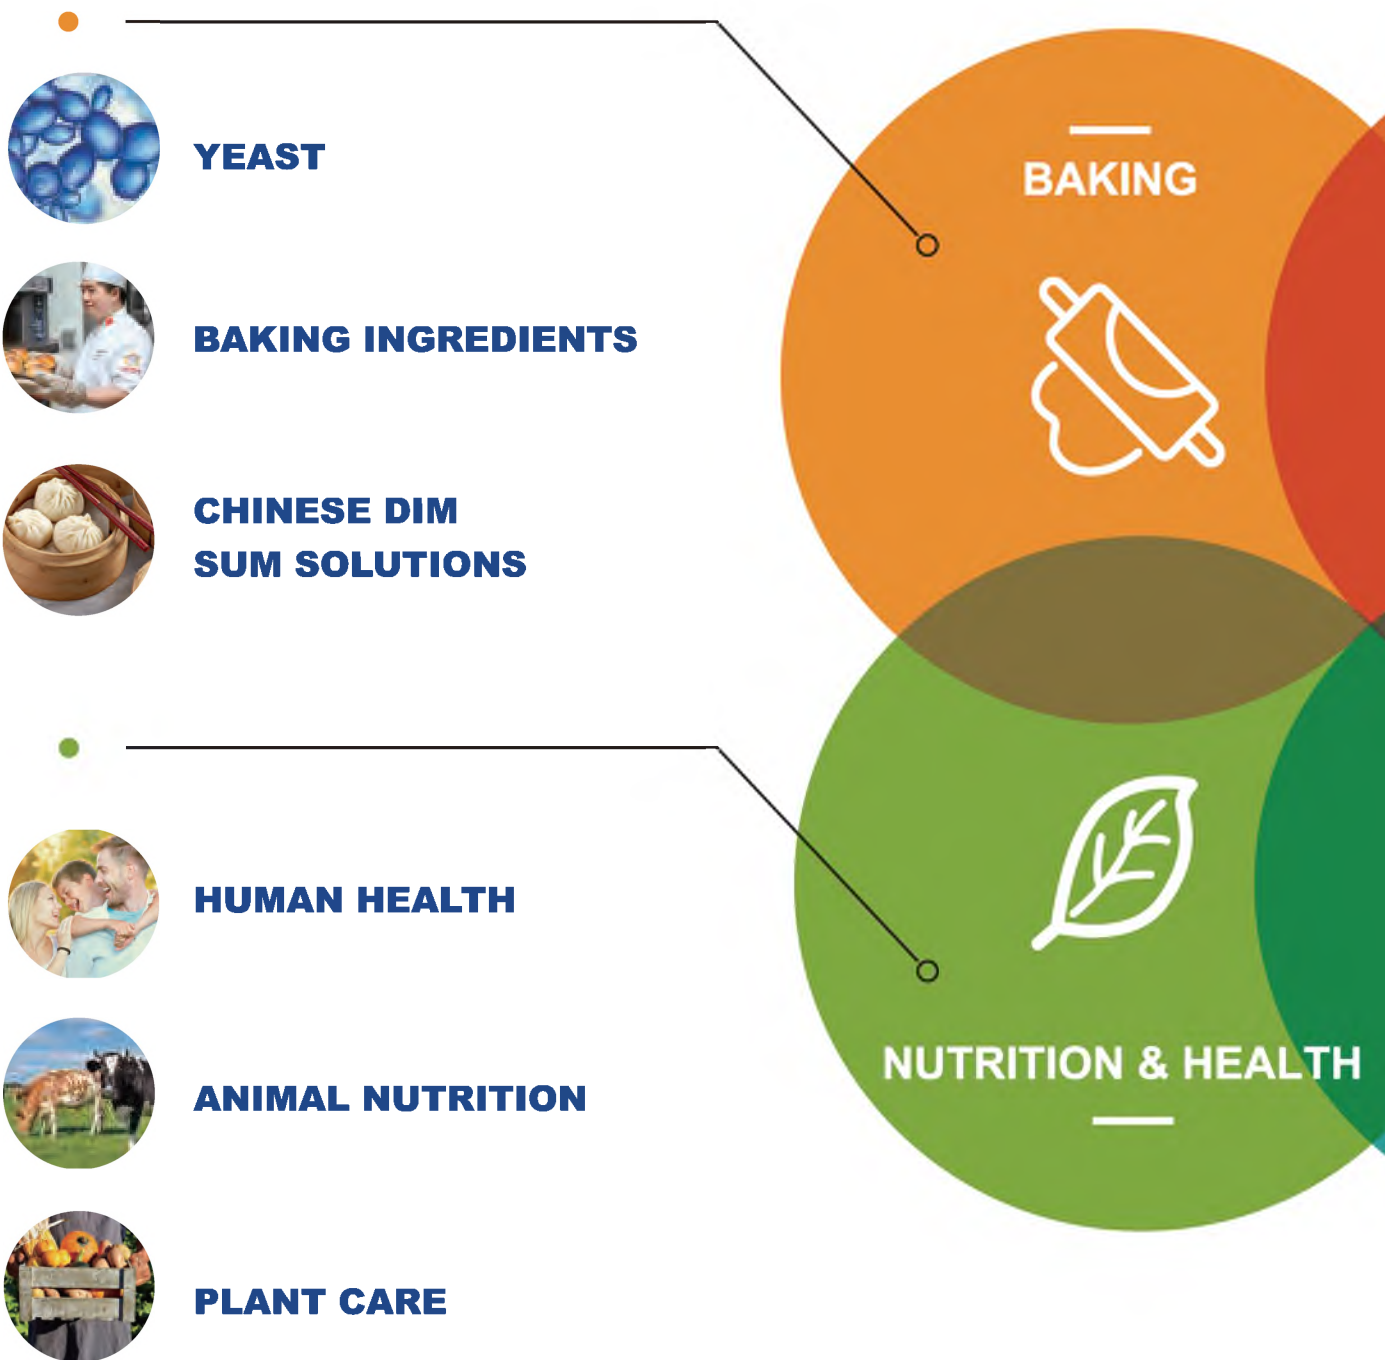 BAKING
YEAST
BAKING INGREDIENTS
CHINESE DIM
SUM SOLUTIONS
NUTRITION & HEALTH
HUMAN HEALTH
ANIMAL NUTRITION
PLANT CARE